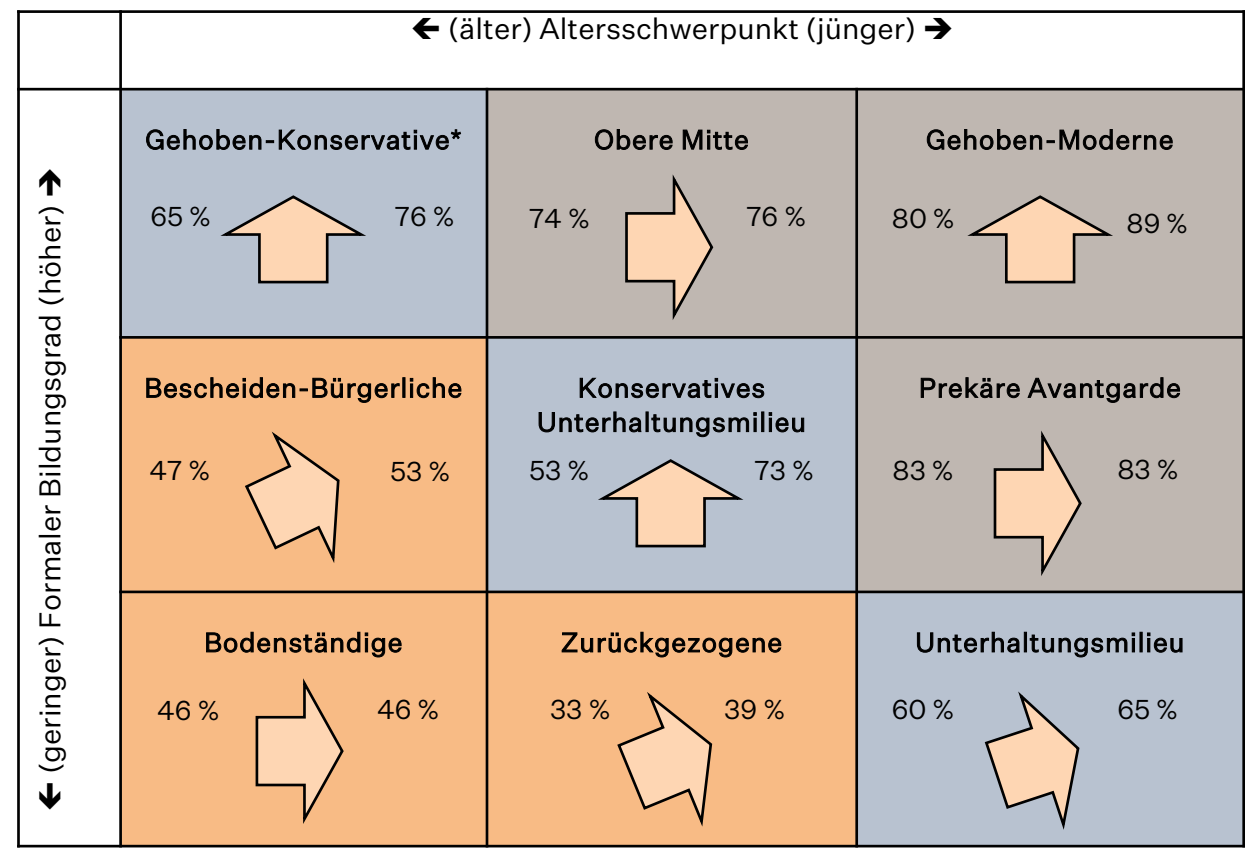 🡸 (älter) Altersschwerpunkt (jünger) 🡺
🡸 (geringer) Formaler Bildungsgrad (höher) 🡺
Gehoben-Konservative*
65 % 76 %
Obere Mitte
74 % 76 %
Gehoben-Moderne
80 % 89 %
Bescheiden-Bürgerliche
47 % 53 %
Konservatives
Unterhaltungsmilieu
53 % 73 %
Prekäre Avantgarde
83 % 83 %
Bodenständige
46 % 46 %
Zurückgezogene
33 % 39 %
Unterhaltungsmilieu
60 % 65 %